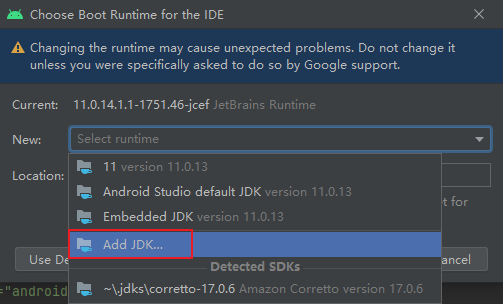 Choose Boot Runtime for the IDE
Changing the runtime may cause unexpected problems. Do not change it
unless you were specifically asked to do so by Google support.
Current: 11.0.14.1.1-1751.46-jcef JetBrains Runtime
New: Select runtime
11 version 11.0.13
Location:
Android Studio default JDK version 11.0.13
Embedded JDK version 11.0.13
et for
Add JDK...
Use De
ancel
Detected SDKs
="android
~\.jdks\corretto-17.0.6 Amazon Corretto version 17.0.6